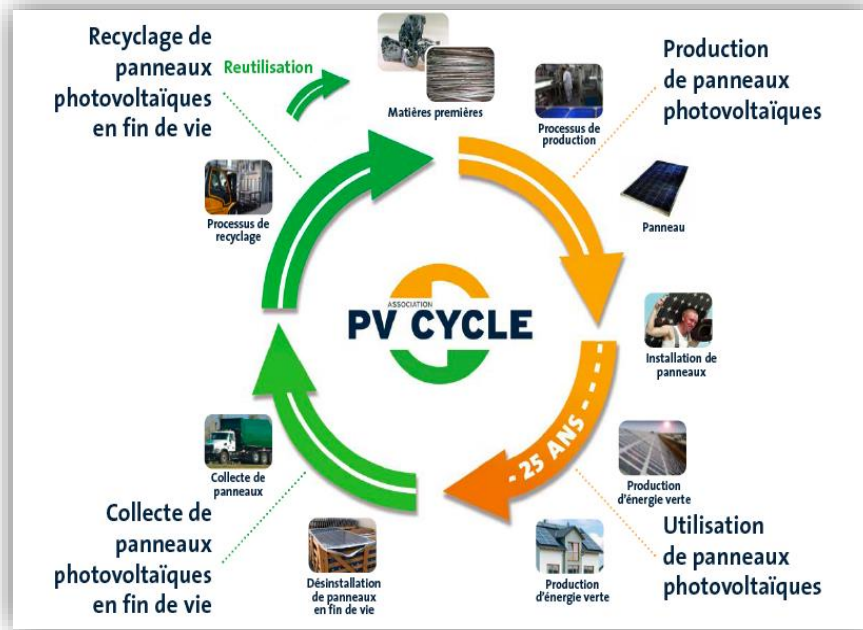 Recyclage de
panneaux
photovoltaïques
en fin de vie
Reutilisation
Matières premières
Processus de
production
Production
de panneaux
photovoltaïques
Processus de
recyclage
Panneau
ASSOCIATION
PV CYCLE
Installation de
panneaux
- 25 ANS - - - -
Collecte de
panneaux
Production
d'énergie verte
Collecte de
panneaux
photovoltaïques
en fin de vie
Désinstallation
de panneaux
en fin de vie
Production
d'énergie verte
Utilisation
de panneaux
photovoltaïques